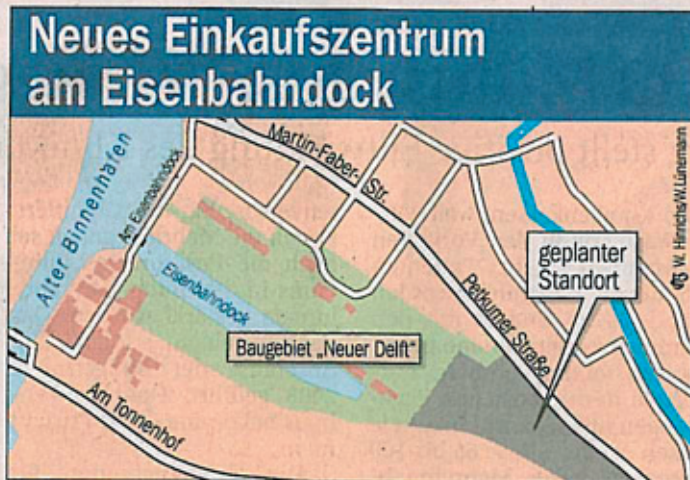 Neues Einkaufszentrum
am Eisenbahndock
Martin-Faber-Str.
Alter Binnenhafen
Am Eisenbahndock
Eisenbahndock
geplanter
Standort
Petkumer Straße
Baugebiet „Neuer Delft“
Am Tonnenhof
W. Hinrichs/W.Lünemann